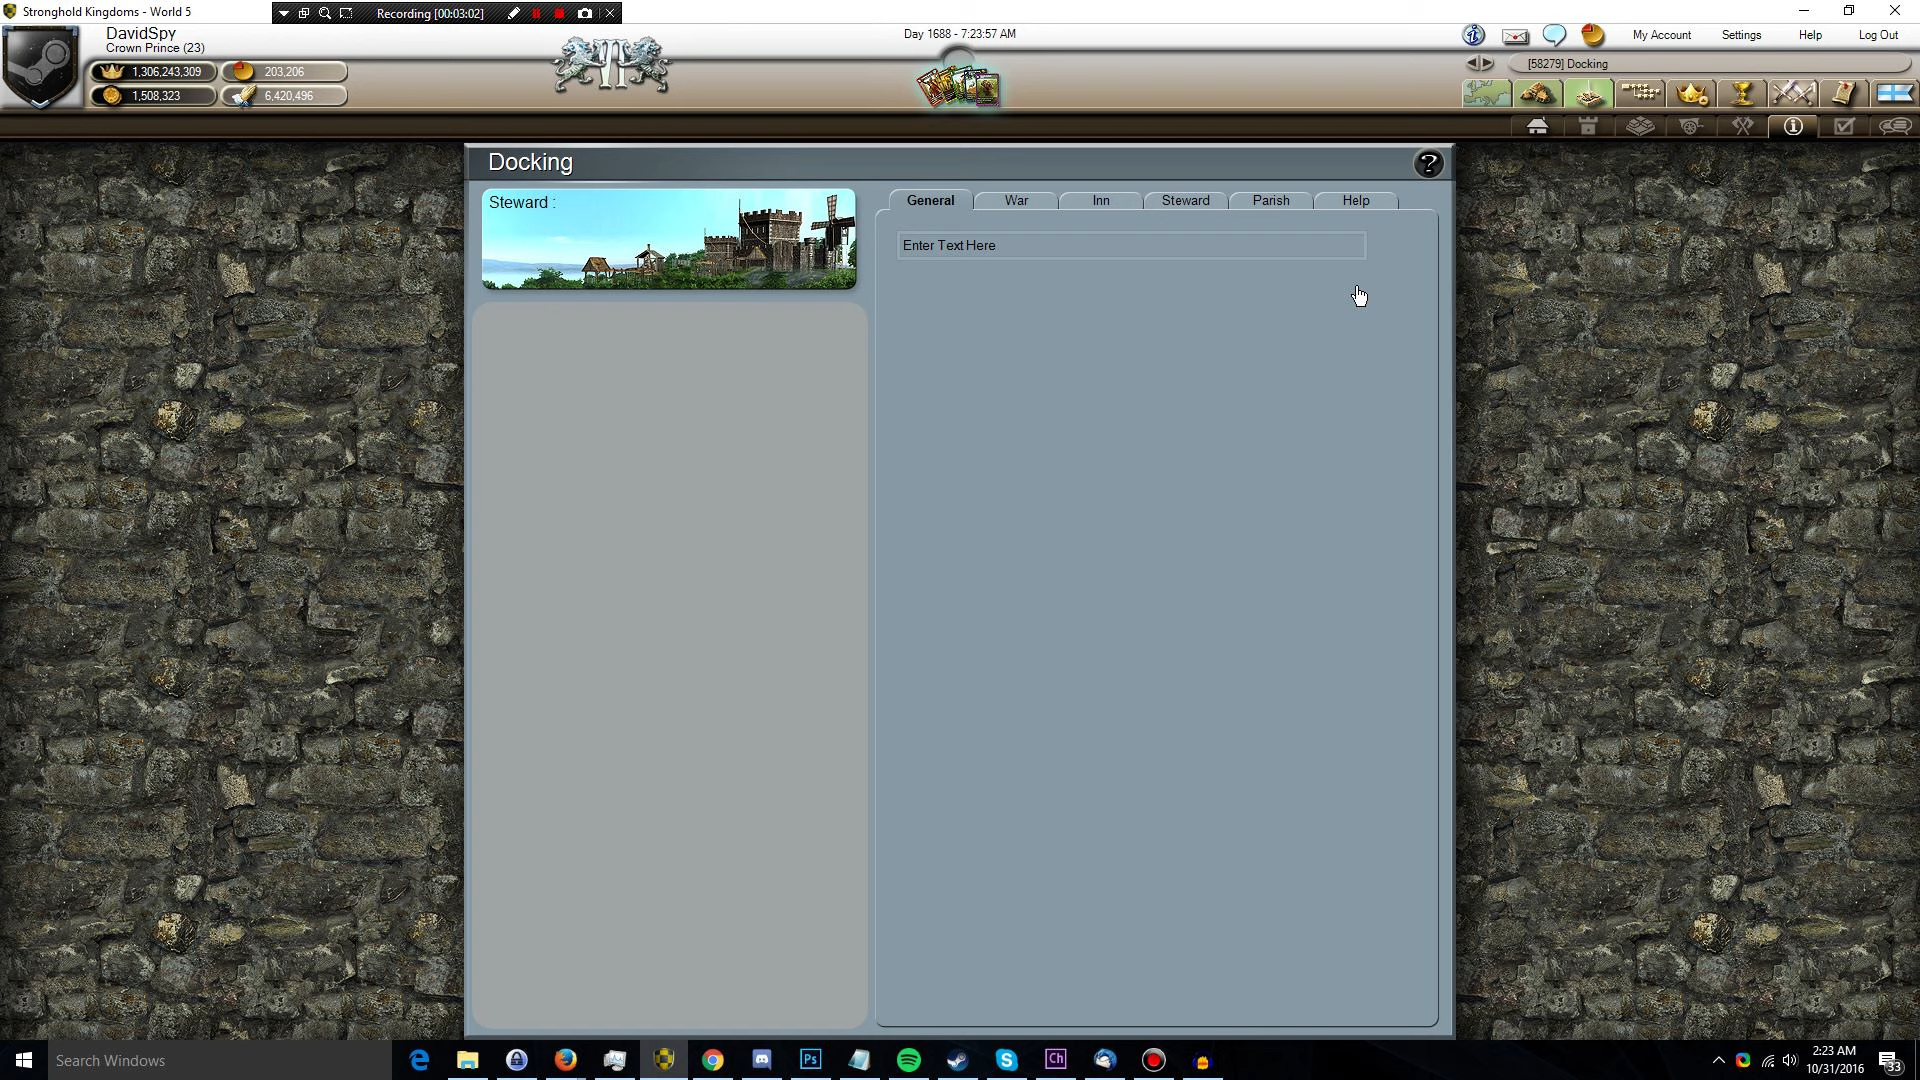 Stronghold Kingdoms - World 5
Recording [00:03:02]
DavidSpy
Crown Prince (23)
1,306,243,309
203,206
1,508,323
6,420,496
Day 1688 - 7:23:57 AM
My Account
Settings
Help
Log Out
[58279] Docking
Docking
?
Steward :
General
War
Inn
Steward
Parish
Help
Enter Text Here
Search Windows
Ps
Ch
2:23 AM
10/31/2016
33